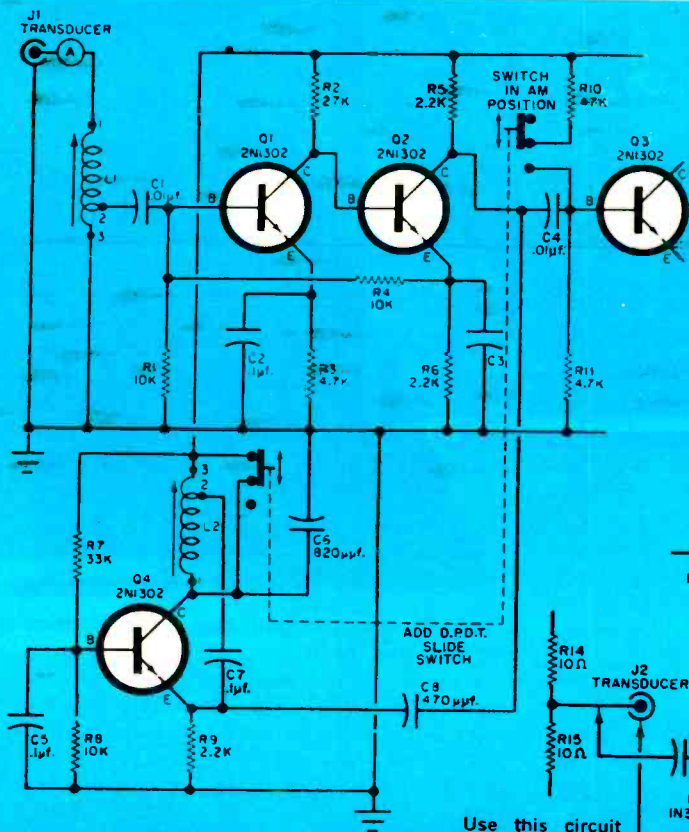 J1
TRANSDUCER
A
1
L1
2
3
C1
.01µf.
B
Q1
2N1302
C
E
R2
27K
B
Q2
2N1302
C
E
R5
2.2K
SWITCH
IN AM
POSITION
R10
47K
Q3
2N1302
C
B
E
C4
.01µf.
R4
10K
R1
10K
C2
.1µf.
R3
4.7K
R6
2.2K
C3
R11
4.7K
3
2
L2
R7
33K
Q4
2N1302
C
B
E
C6
820µµf.
C7
.1µf.
ADD D.P.D.T.
SLIDE
SWITCH
C8
470µµf.
C5
.1µf.
R8
10K
R9
2.2K
R14
10Ω
R15
10Ω
J2
TRANSDUCER
Use this circuit